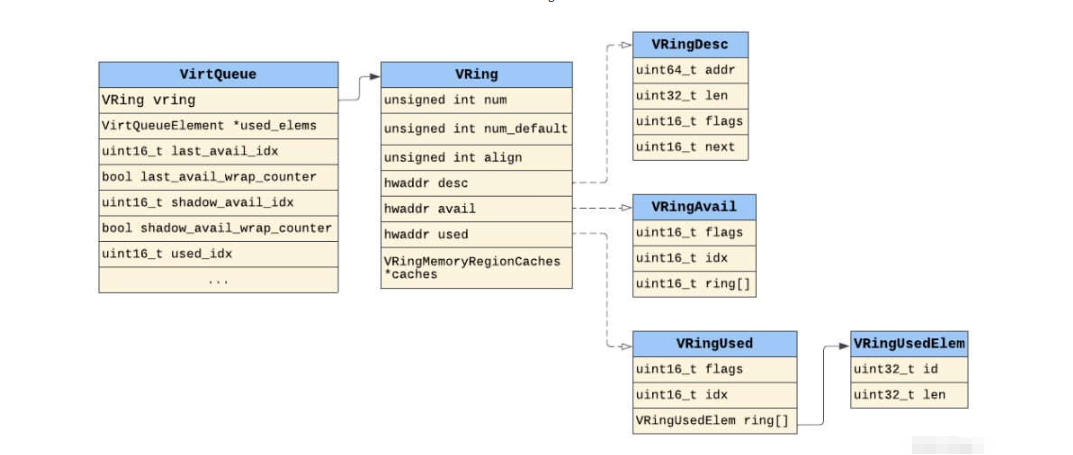 VirtQueue
VRing vring
VirtQueueElement *used_elems
uint16_t last_avail_idx
bool last_avail_wrap_counter
uint16_t shadow_avail_idx
bool shadow_avail_wrap_counter
uint16_t used_idx
...
VRing
unsigned int num
unsigned int num_default
unsigned int align
hwaddr desc
hwaddr avail
hwaddr used
VRingMemoryRegionCaches
*caches
VRingDesc
uint64_t addr
uint32_t len
uint16_t flags
uint16_t next
VRingAvail
uint16_t flags
uint16_t idx
uint16_t ring[]
VRingUsed
uint16_t flags
uint16_t idx
VRingUsedElem ring[]
VRingUsedElem
uint32_t id
uint32_t len